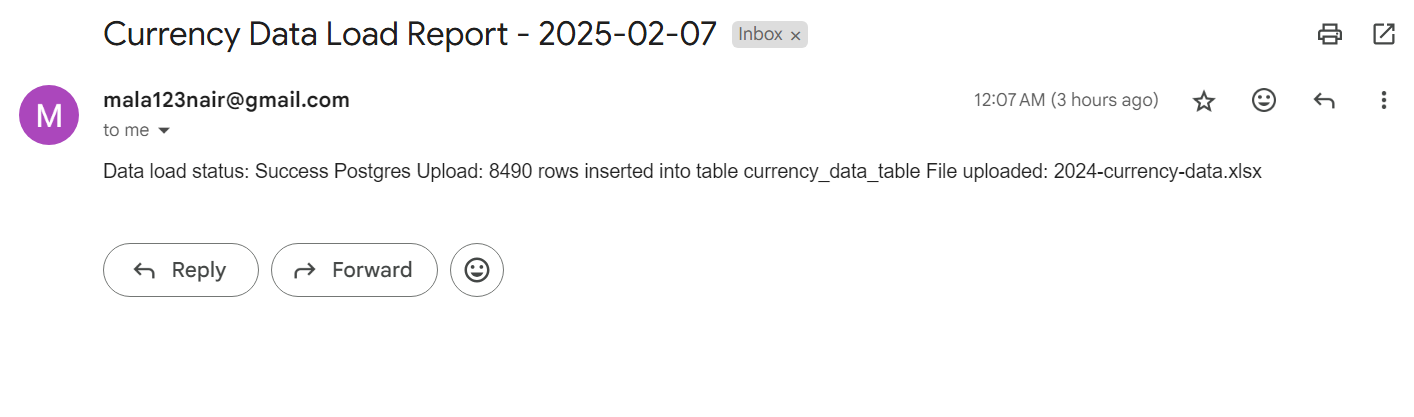 Currency Data Load Report - 2025-02-07 Inbox ×
M
mala123nair@gmail.com 12:07 AM (3 hours ago)
to me
Data load status: Success Postgres Upload: 8490 rows inserted into table currency_data_table File uploaded: 2024-currency-data.xlsx
Reply Forward